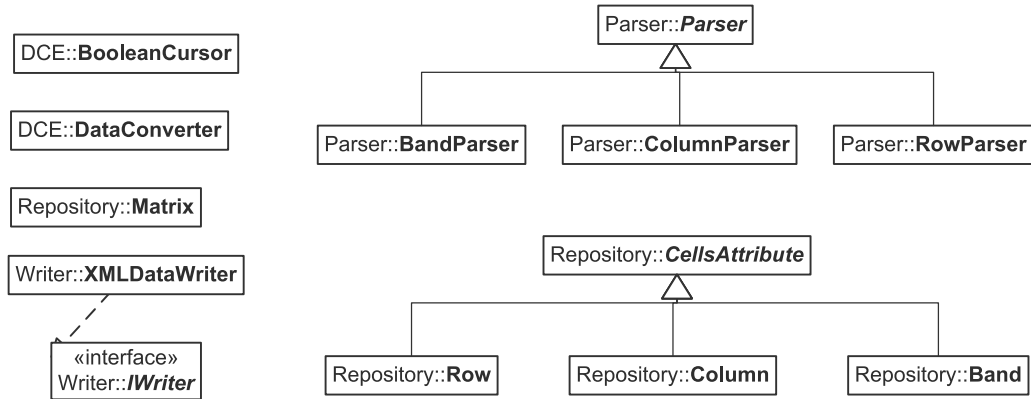 Parser::Parser
DCE::BooleanCursor
DCE::DataConverter
Parser::BandParser
Parser::ColumnParser
Parser::RowParser
Repository::Matrix
Repository::CellsAttribute
Writer::XMLDataWriter
«interface»
Writer::IWriter
Repository::Row
Repository::Column
Repository::Band